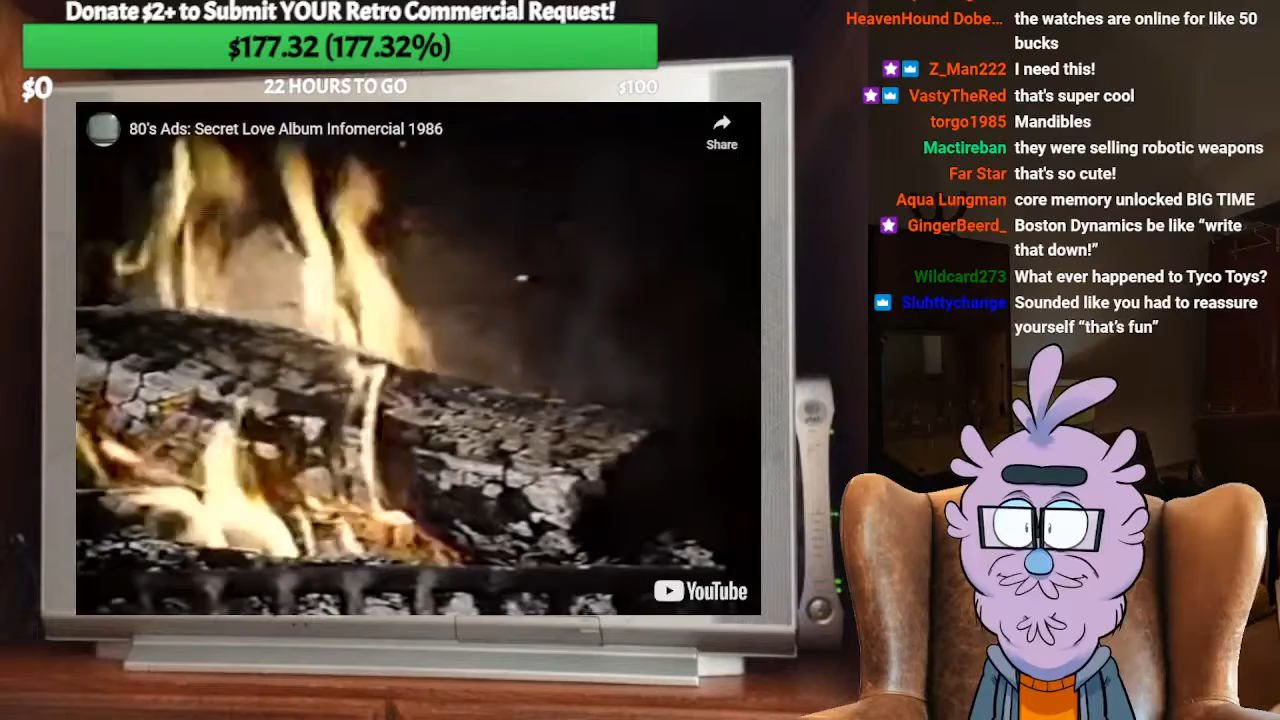 Donate $2+ to Submit YOUR Retro Commercial Request!
$177.32 (177.32%)
$0
22 HOURS TO GO
$100
80's Ads: Secret Love Album Infomercial 1986
Share
YouTube
HeavenHound Dobe… the watches are online for like 50
bucks
Z_Man222 I need this!
VastyTheRed that's super cool
torgo1985 Mandibles
Mactireban they were selling robotic weapons
Far Star that's so cute!
Aqua Lungman core memory unlocked BIG TIME
GingerBeerd_ Boston Dynamics be like “write
that down!”
Wildcard273 What ever happened to Tyco Toys?
Sluhttychange Sounded like you had to reassure
yourself “that’s fun”